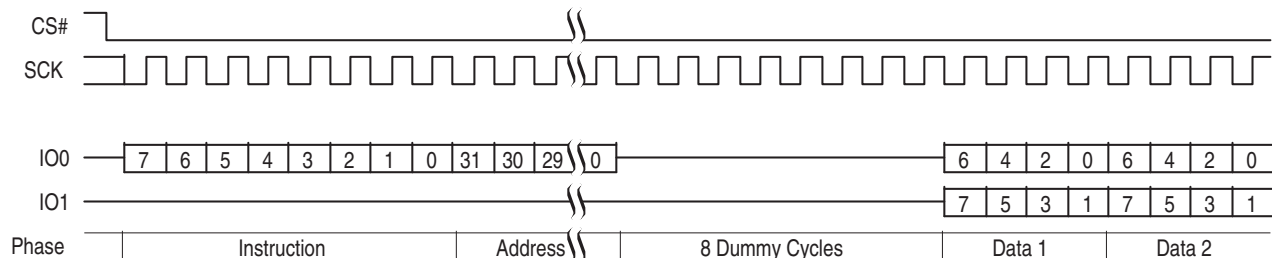 CS#
SCK
IO0 7 6 5 4 3 2 1 0 31 30 29 0 6 4 2 0 6 4 2 0
IO1 7 5 3 1 7 5 3 1
Phase Instruction Address 8 Dummy Cycles Data 1 Data 2